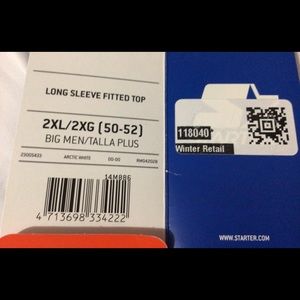 LONG SLEEVE FITTED TOP
2XL/2XG (50-52)
BIG MEN/TALLA PLUS
23005433 ARCTIC WHITE 00-00 RMG42028
14M886
4 713698 334222
118040
Winter Retail
WWW.STARTER.COM